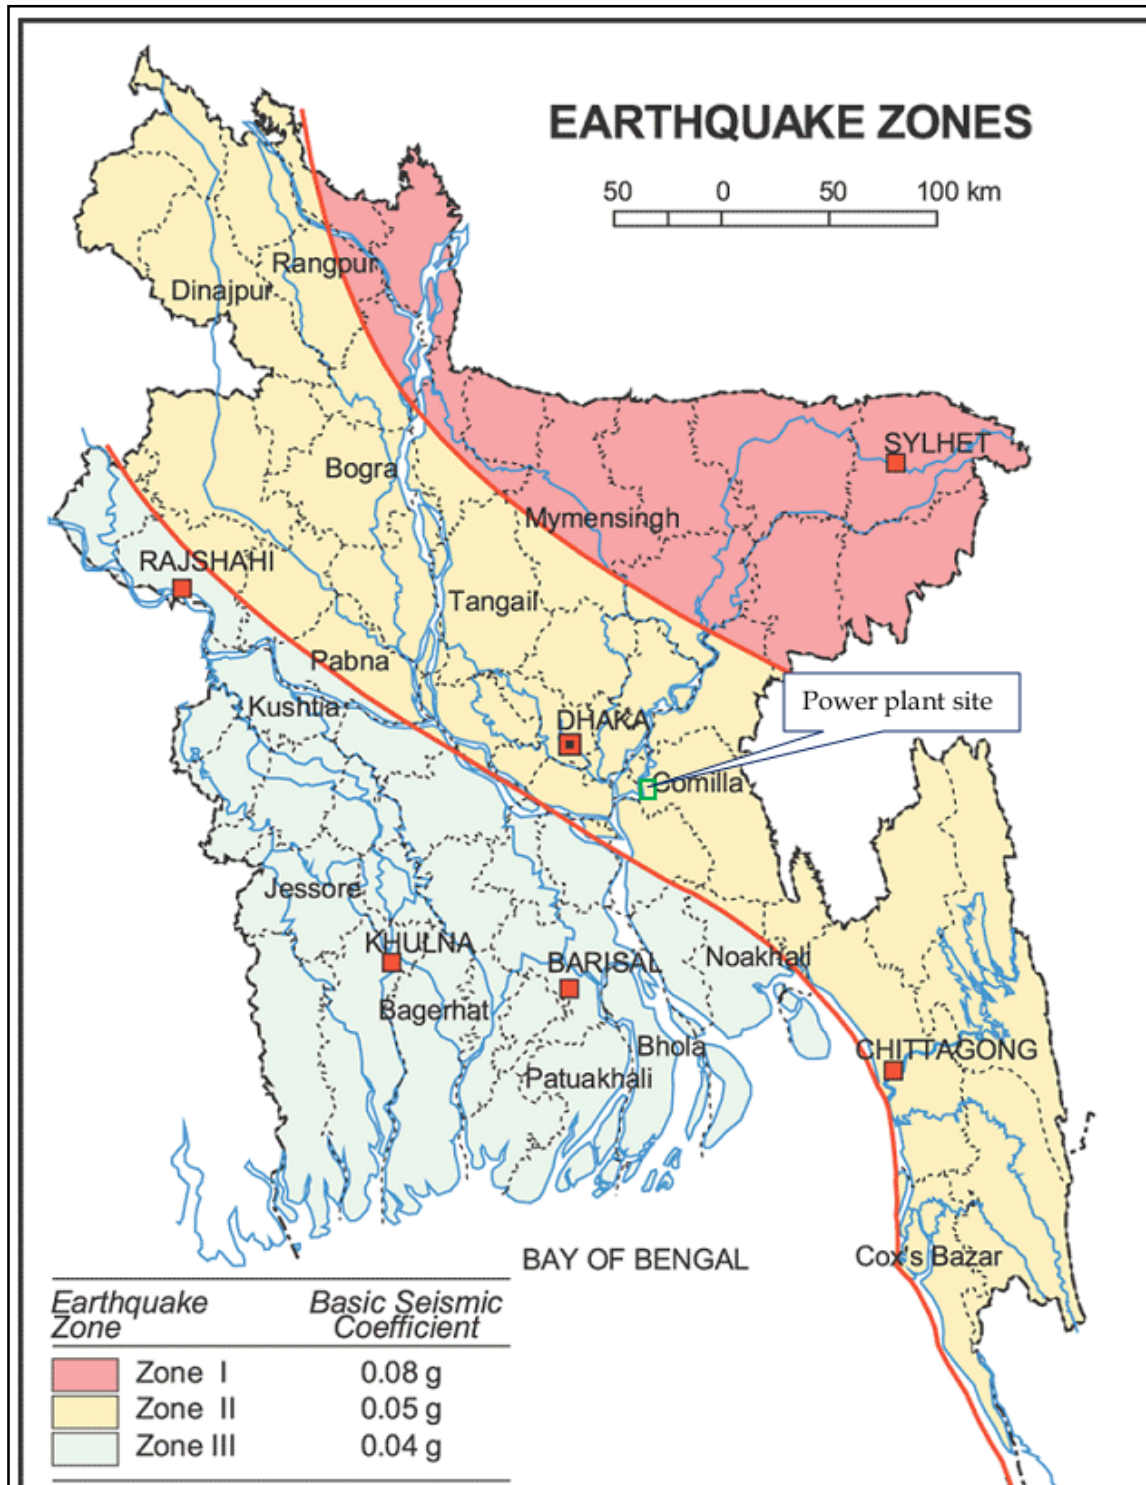 EARTHQUAKE ZONES
50 0 50 100 km
Rangpur
Dinajpur
SYLHET
Bogra
Mymensingh
RAJSHAHI
Tangail
Pabna
Kushtia
Power plant site
DHAKA
Comilla
Jessore
KHULNA
BARISAL
Noakhali
Bagerhat
Bhola
CHITTAGONG
Patuakhali
BAY OF BENGAL
Cox's Bazar
Earthquake Zone
Basic Seismic Coefficient
Zone I 0.08 g
Zone II 0.05 g
Zone III 0.04 g